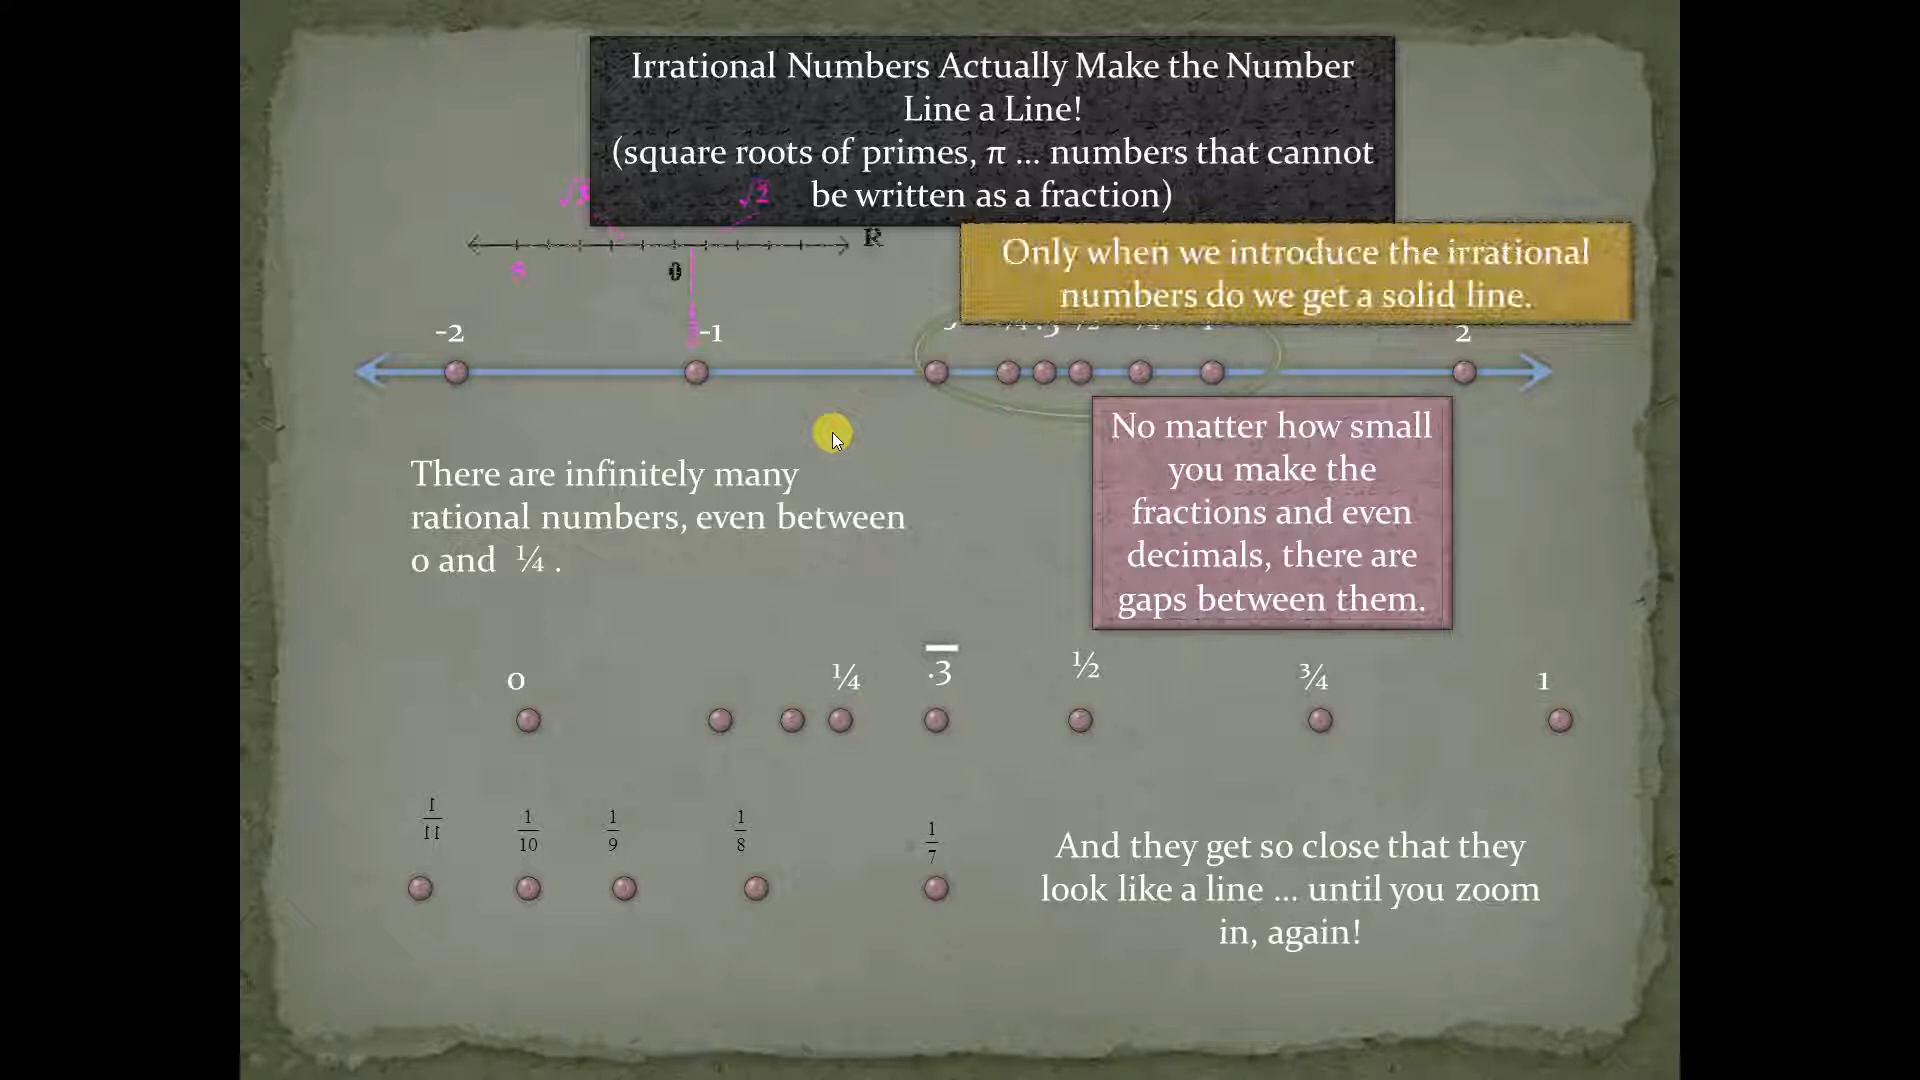 Irrational Numbers Actually Make the Number
Line a Line!
(square roots of primes, π ... numbers that cannot
be written as a fraction)
√2
R
0
Only when we introduce the irrational
numbers do we get a solid line.
-2
-1
2
No matter how small
you make the
fractions and even
decimals, there are
gaps between them.
There are infinitely many
rational numbers, even between
0 and ¼ .
0
¼
.3̅
½
¾
1
1/11
1/10
1/9
1/8
1/7
And they get so close that they
look like a line ... until you zoom
in, again!